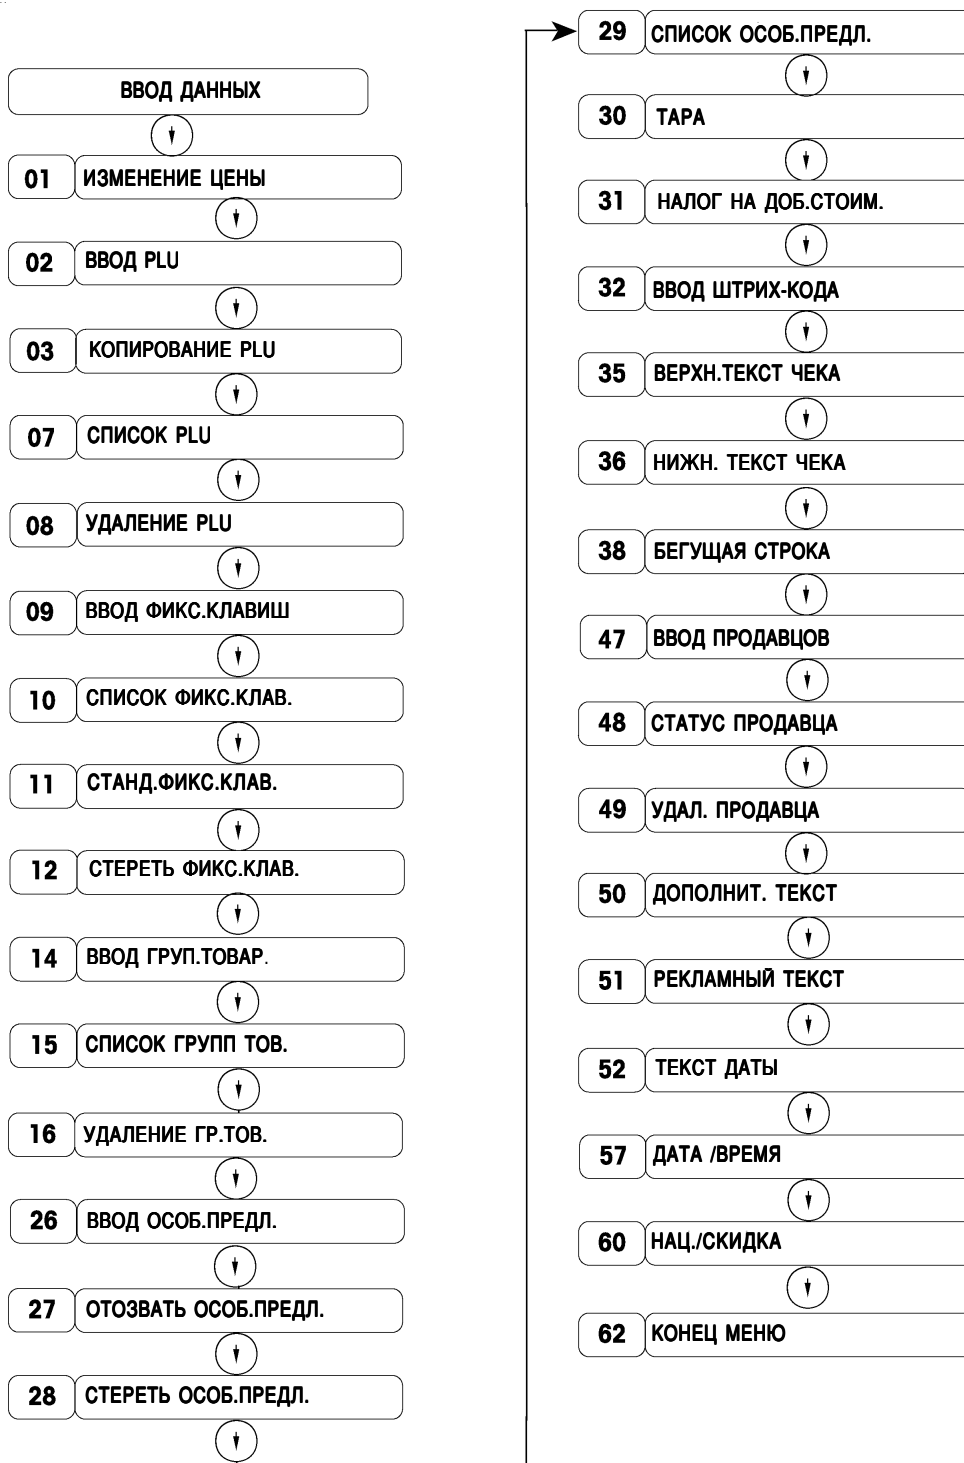 ВВОД ДАННЫХ
01 ИЗМЕНЕНИЕ ЦЕНЫ
02 ВВОД PLU
03 КОПИРОВАНИЕ PLU
07 СПИСОК PLU
08 УДАЛЕНИЕ PLU
09 ВВОД ФИКС.КЛАВИШ
10 СПИСОК ФИКС.КЛАВ.
11 СТАНД.ФИКС.КЛАВ.
12 СТЕРЕТЬ ФИКС.КЛАВ.
14 ВВОД ГРУП.ТОВАР.
15 СПИСОК ГРУПП ТОВ.
16 УДАЛЕНИЕ ГР.ТОВ.
26 ВВОД ОСОБ.ПРЕДЛ.
27 ОТОЗВАТЬ ОСОБ.ПРЕДЛ.
28 СТЕРЕТЬ ОСОБ.ПРЕДЛ.
29 СПИСОК ОСОБ.ПРЕДЛ.
30 ТАРА
31 НАЛОГ НА ДОБ.СТОИМ.
32 ВВОД ШТРИХ-КОДА
35 ВЕРХН.ТЕКСТ ЧЕКА
36 НИЖН. ТЕКСТ ЧЕКА
38 БЕГУЩАЯ СТРОКА
47 ВВОД ПРОДАВЦОВ
48 СТАТУС ПРОДАВЦА
49 УДАЛ. ПРОДАВЦА
50 ДОПОЛНИТ. ТЕКСТ
51 РЕКЛАМНЫЙ ТЕКСТ
52 ТЕКСТ ДАТЫ
57 ДАТА /ВРЕМЯ
60 НАЦ./СКИДКА
62 КОНЕЦ МЕНЮ